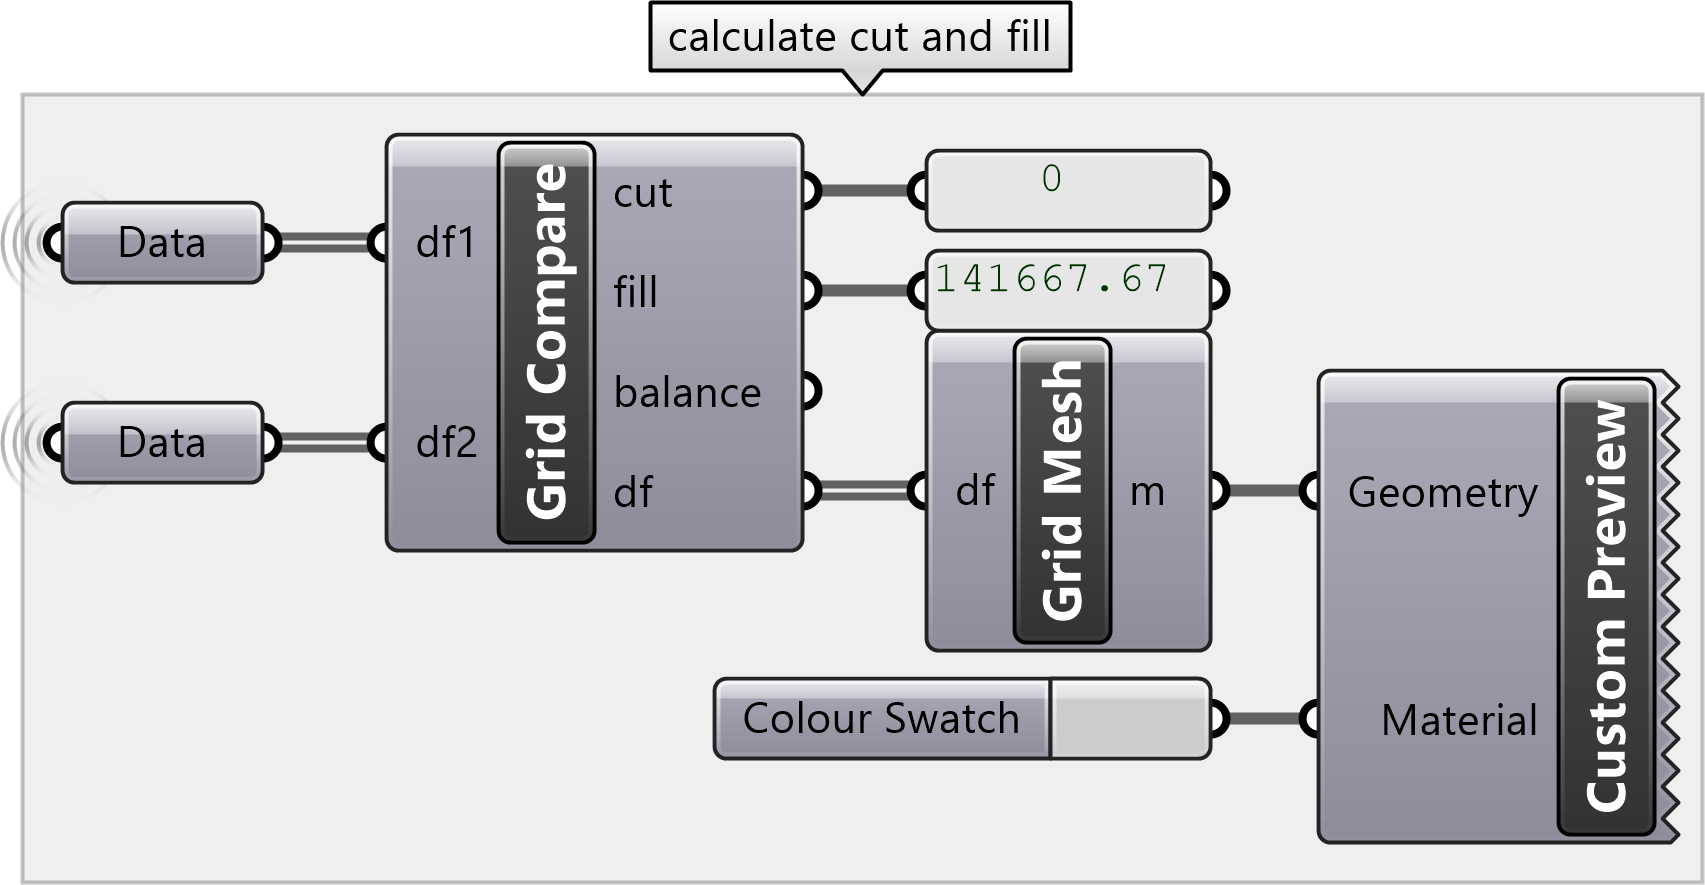 calculate cut and fill
Data
Data
df1
df2
Grid Compare
cut
fill
balance
df
0
141667.67
df
Grid Mesh
m
Colour Swatch
Geometry
Material
Custom Preview